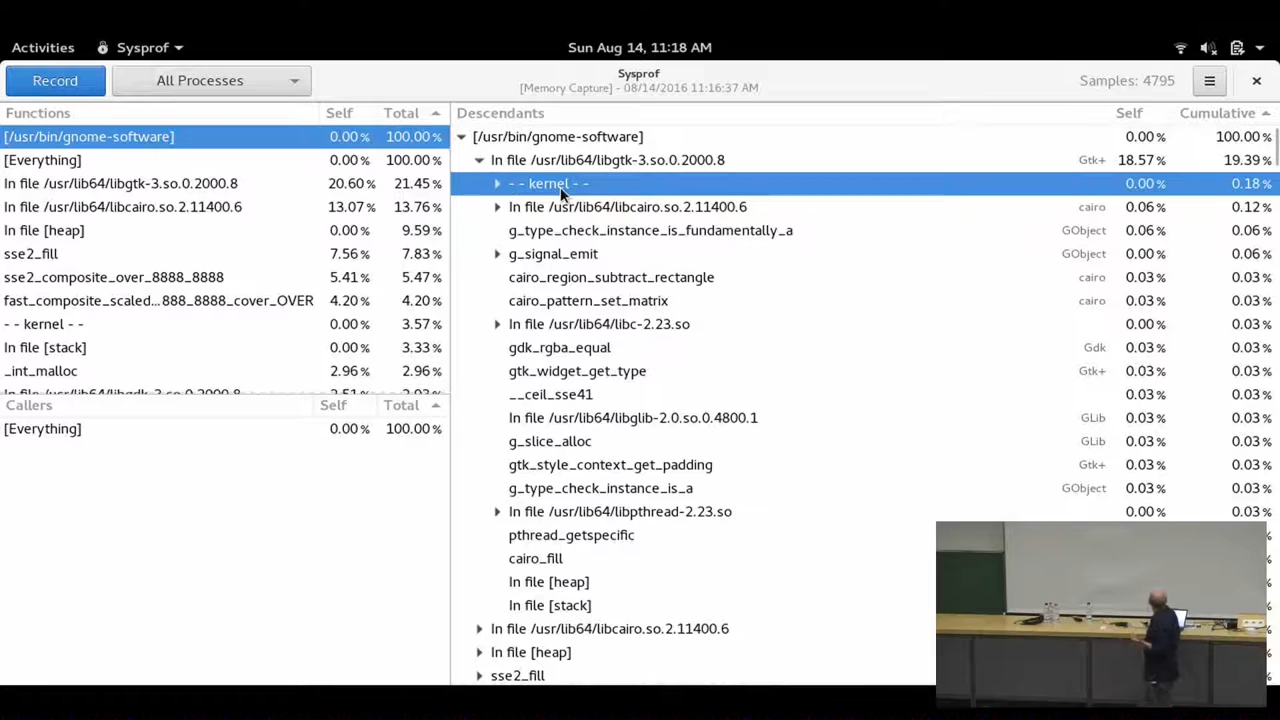 Activities Sysprof Sun Aug 14, 11:18 AM
Record All Processes Sysprof Samples: 4795
[Memory Capture] - 08/14/2016 11:16:37 AM
Functions Self Total
[/usr/bin/gnome-software] 0.00 % 100.00 %
[Everything] 0.00 % 100.00 %
In file /usr/lib64/libgtk-3.so.0.2000.8 20.60 % 21.45 %
In file /usr/lib64/libcairo.so.2.11400.6 13.07 % 13.76 %
In file [heap] 0.00 % 9.59 %
sse2_fill 7.56 % 7.83 %
sse2_composite_over_8888_8888 5.41 % 5.47 %
fast_composite_scaled...888_8888_cover_OVER 4.20 % 4.20 %
- - kernel - - 0.00 % 3.57 %
In file [stack] 0.00 % 3.33 %
_int_malloc 2.96 % 2.96 %
Callers Self Total
[Everything] 0.00 % 100.00 %
Descendants Self Cumulative
[/usr/bin/gnome-software] 0.00 % 100.00 %
In file /usr/lib64/libgtk-3.so.0.2000.8 Gtk+ 18.57 % 19.39 %
- - kernel - - 0.00 % 0.18 %
In file /usr/lib64/libcairo.so.2.11400.6 cairo 0.06 % 0.12 %
g_type_check_instance_is_fundamentally_a GObject 0.06 % 0.06 %
g_signal_emit GObject 0.00 % 0.06 %
cairo_region_subtract_rectangle cairo 0.03 % 0.03 %
cairo_pattern_set_matrix cairo 0.03 % 0.03 %
In file /usr/lib64/libc-2.23.so 0.00 % 0.03 %
gdk_rgba_equal Gdk 0.03 % 0.03 %
gtk_widget_get_type Gtk+ 0.03 % 0.03 %
__ceil_sse41 0.03 % 0.03 %
In file /usr/lib64/libglib-2.0.so.0.4800.1 GLib 0.03 % 0.03 %
g_slice_alloc GLib 0.03 % 0.03 %
gtk_style_context_get_padding Gtk+ 0.03 % 0.03 %
g_type_check_instance_is_a GObject 0.03 % 0.03 %
In file /usr/lib64/libpthread-2.23.so 0.00 % 0.03 %
pthread_getspecific
cairo_fill
In file [heap]
In file [stack]
In file /usr/lib64/libcairo.so.2.11400.6
In file [heap]
sse2_fill